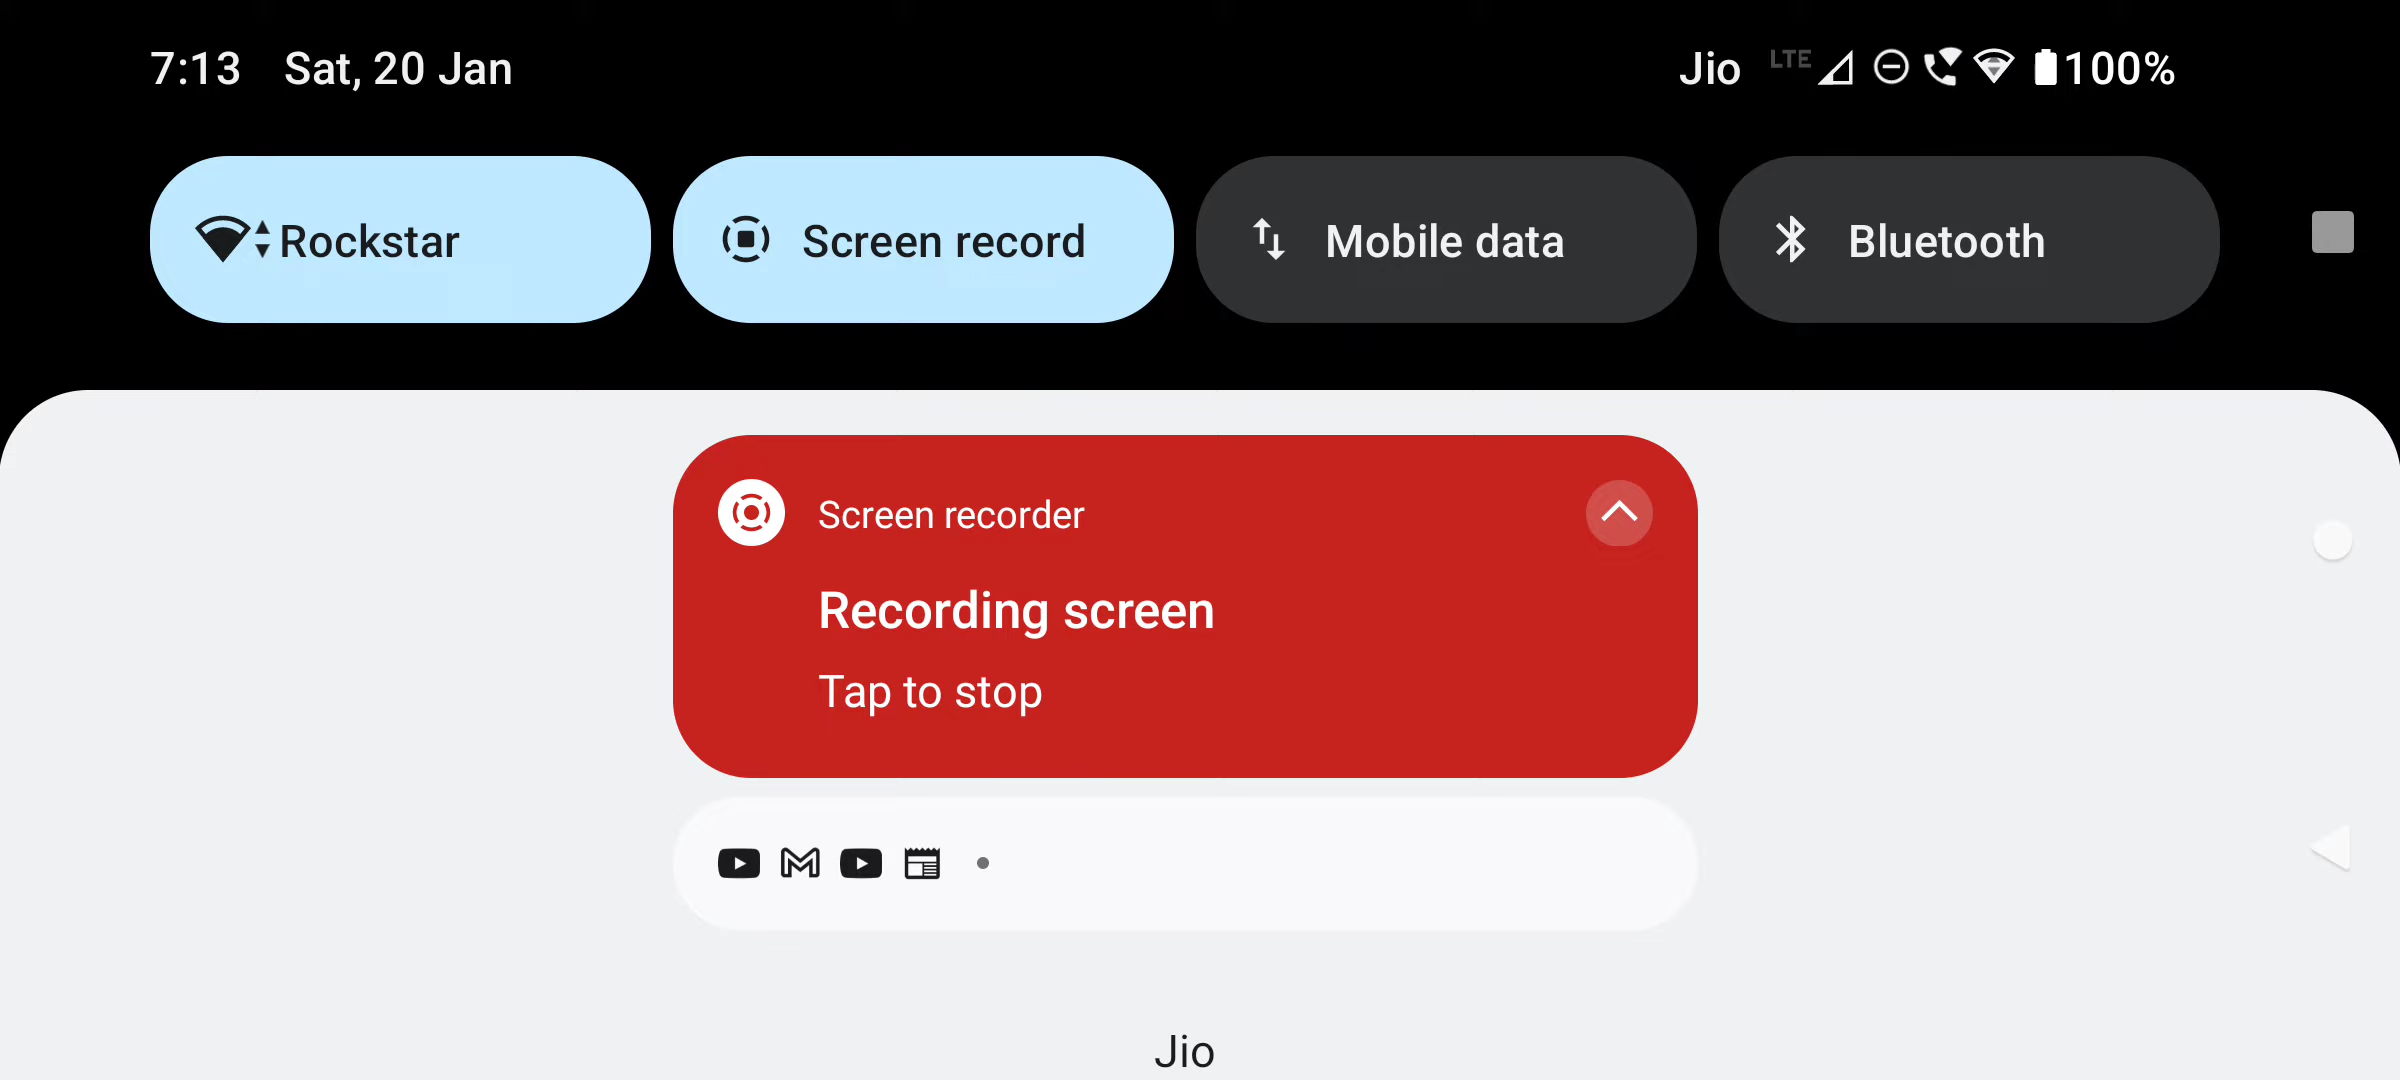 7:13 Sat, 20 Jan Jio LTE 100%
Rockstar Screen record Mobile data Bluetooth
Screen recorder
Recording screen
Tap to stop
Jio